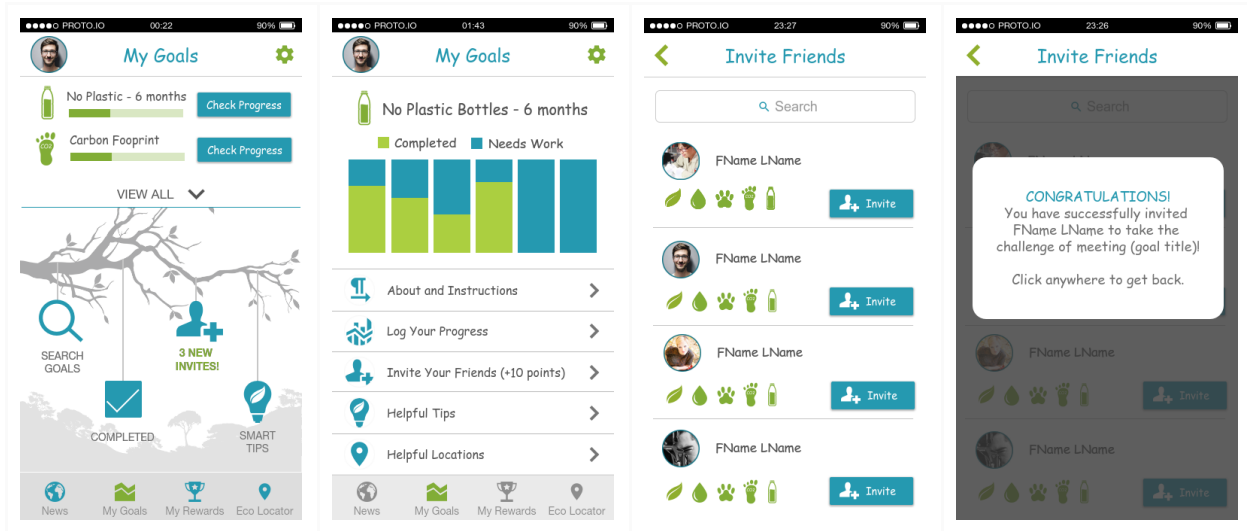 PROTO.IO 00:22 90%
My Goals
No Plastic - 6 months
Check Progress
CO2
Carbon Fooprint
Check Progress
VIEW ALL
SEARCH
GOALS
3 NEW
INVITES!
COMPLETED
SMART
TIPS
News My Goals My Rewards Eco Locator
PROTO.IO 01:43 90%
My Goals
No Plastic Bottles - 6 months
Completed Needs Work
About and Instructions
Log Your Progress
Invite Your Friends (+10 points)
Helpful Tips
Helpful Locations
News My Goals My Rewards Eco Locator
PROTO.IO 23:27 90%
Invite Friends
Search
FName LName
Invite
FName LName
Invite
FName LName
Invite
FName LName
Invite
PROTO.IO 23:26 90%
Invite Friends
Search
CONGRATULATIONS!
You have successfully invited
FName LName to take the
challenge of meeting (goal title)!
Click anywhere to get back.
FName LName
Invite
FName LName
Invite